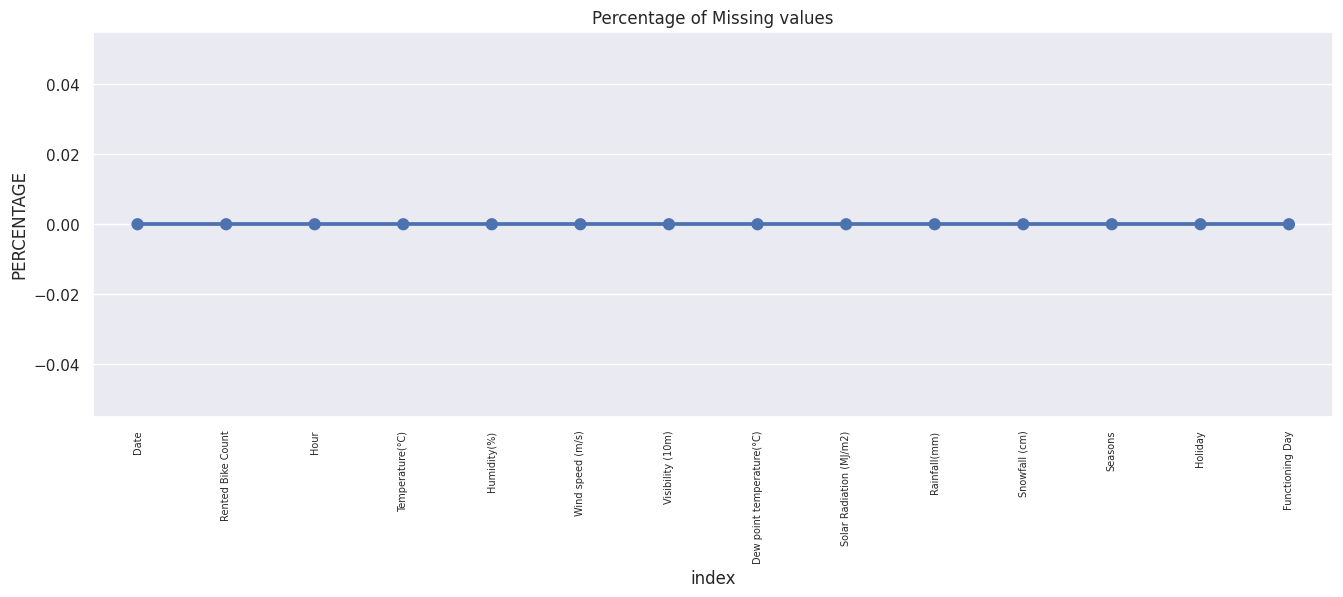 Percentage of Missing values
PERCENTAGE
0.04
0.02
0.00
−0.02
−0.04
Date
Rented Bike Count
Hour
Temperature(°C)
Humidity(%)
Wind speed (m/s)
Visibility (10m)
Dew point temperature(°C)
Solar Radiation (MJ/m2)
Rainfall(mm)
Snowfall (cm)
Seasons
Holiday
Functioning Day
index